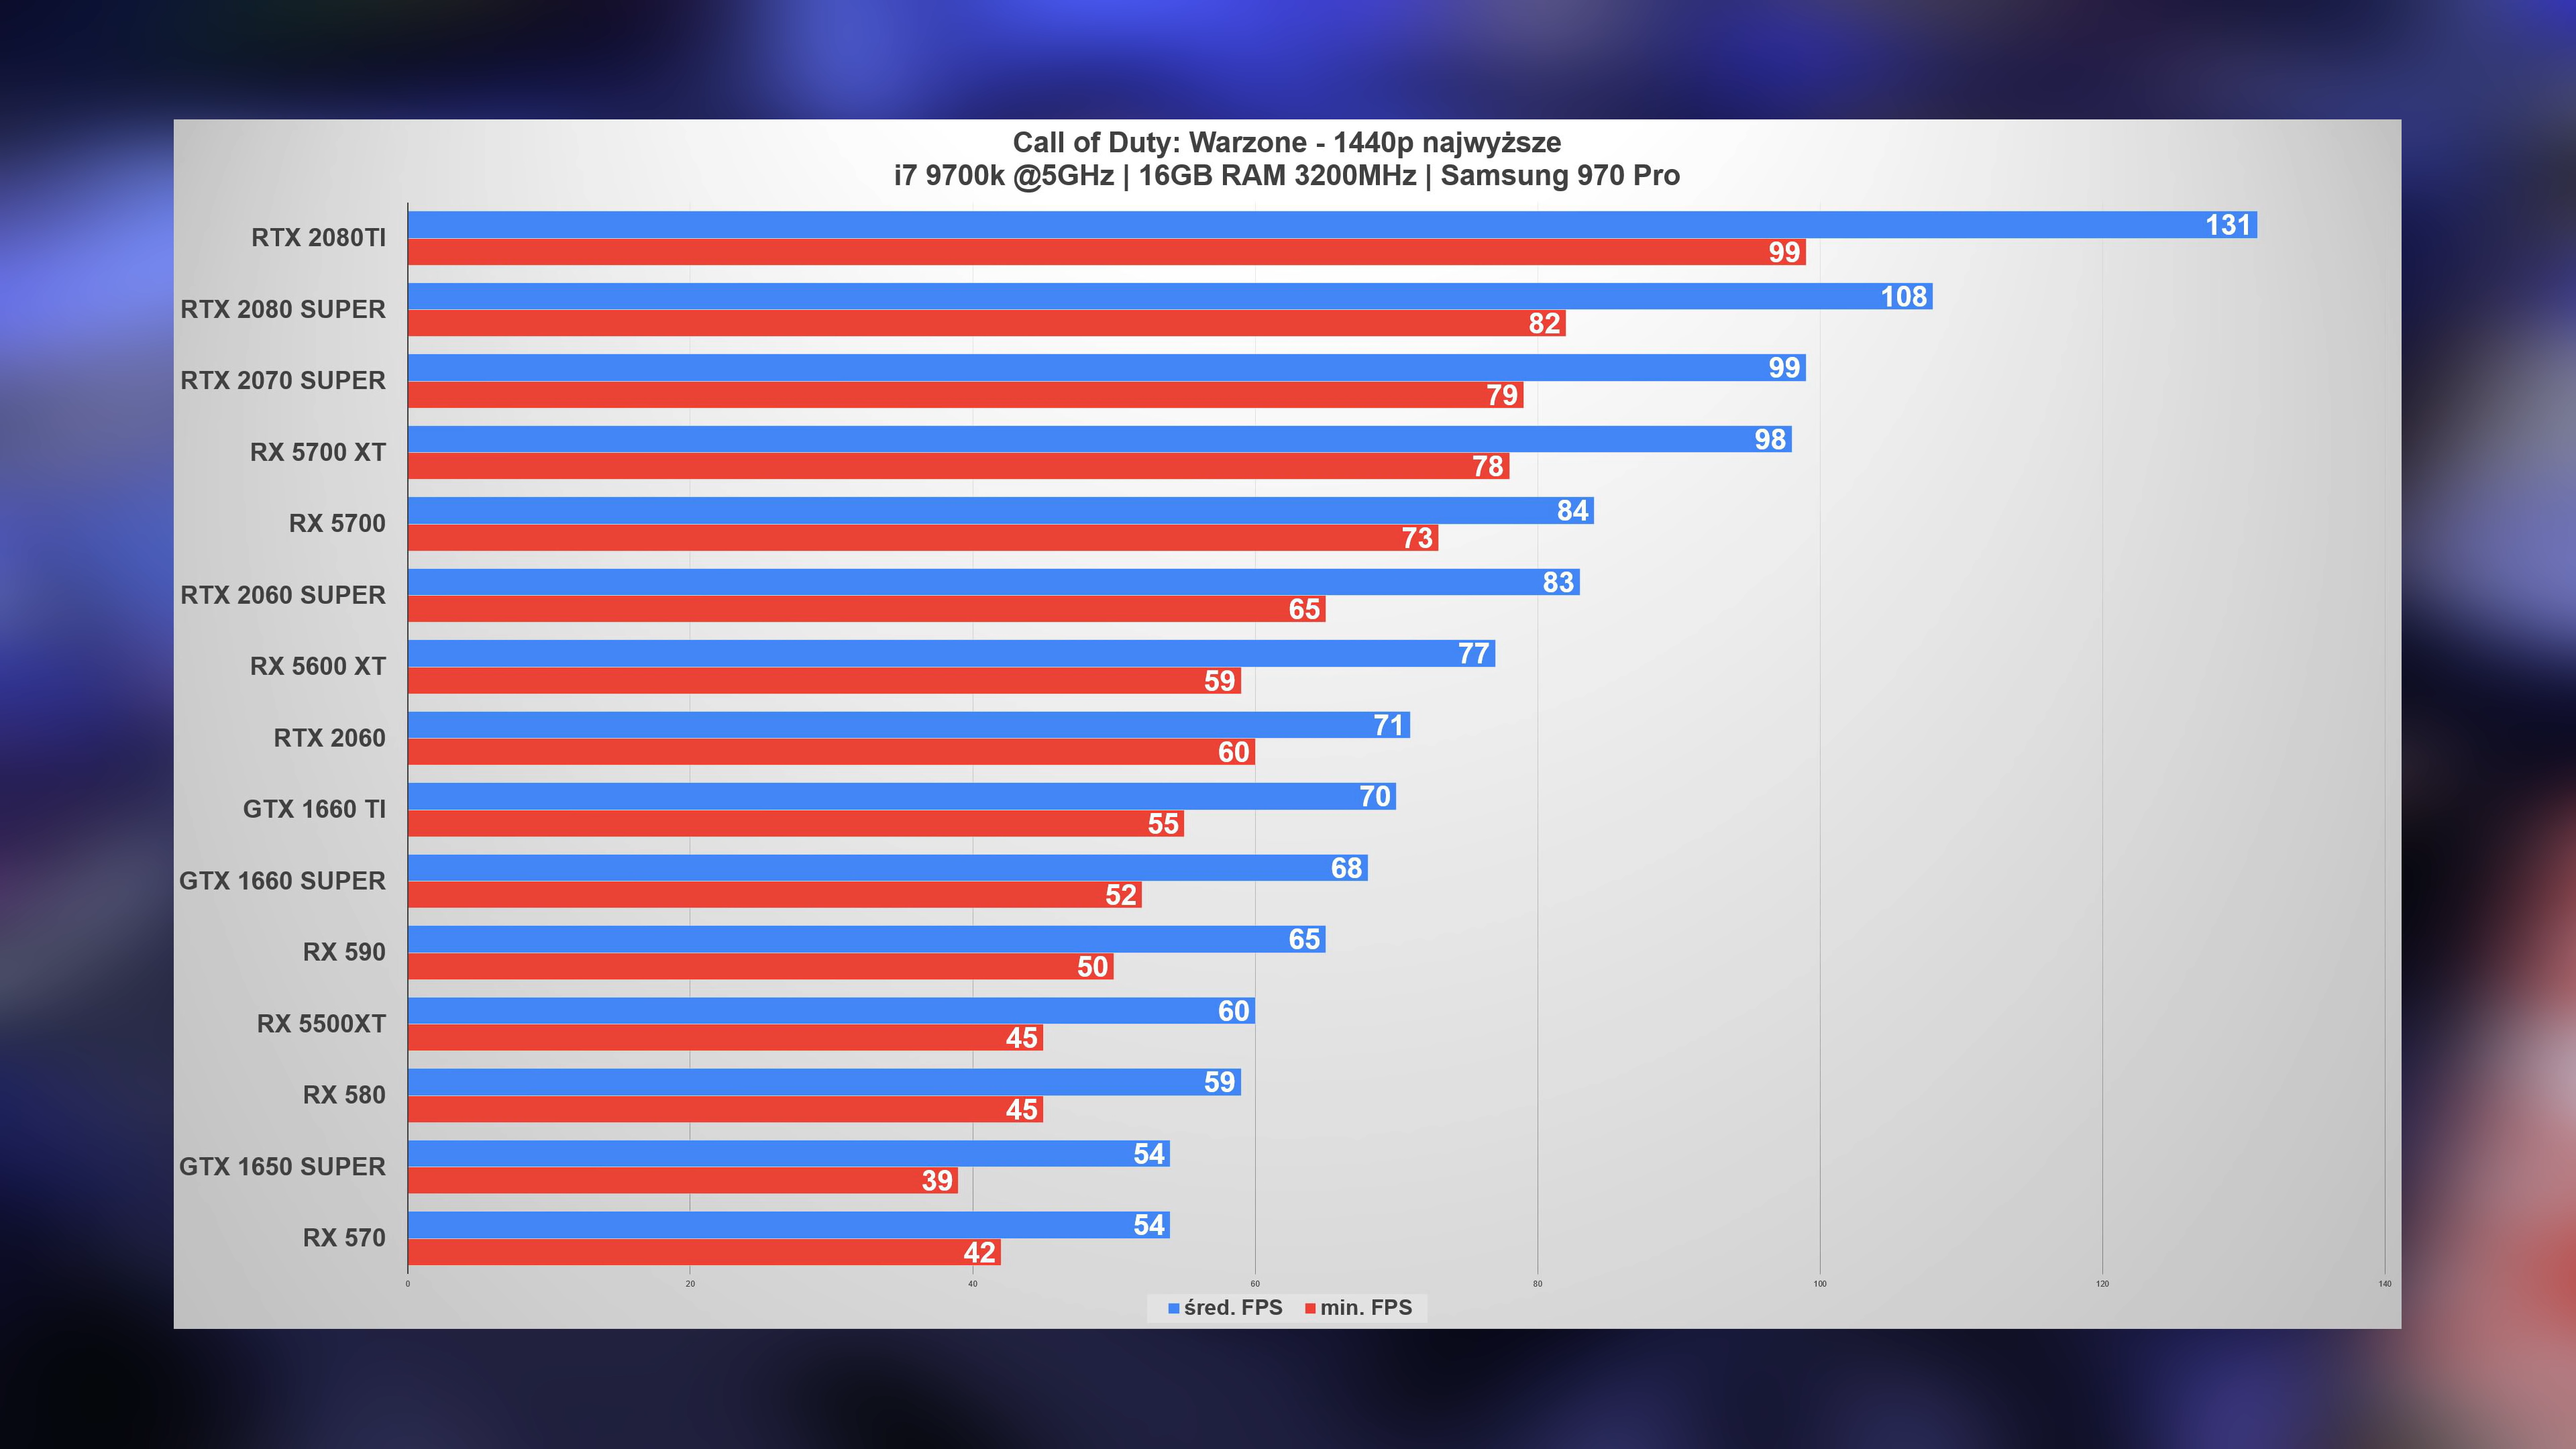 Call of Duty: Warzone - 1440p najwyższe
i7 9700k @5GHz | 16GB RAM 3200MHz | Samsung 970 Pro
RTX 2080TI
131
99
RTX 2080 SUPER
108
82
RTX 2070 SUPER
99
79
RX 5700 XT
98
78
RX 5700
84
73
RTX 2060 SUPER
83
65
RX 5600 XT
77
59
RTX 2060
71
60
GTX 1660 TI
70
55
GTX 1660 SUPER
68
52
RX 590
65
50
RX 5500XT
60
45
RX 580
59
45
GTX 1650 SUPER
54
39
RX 570
54
42
0 20 40 60 80 100 120 140
śred. FPS min. FPS